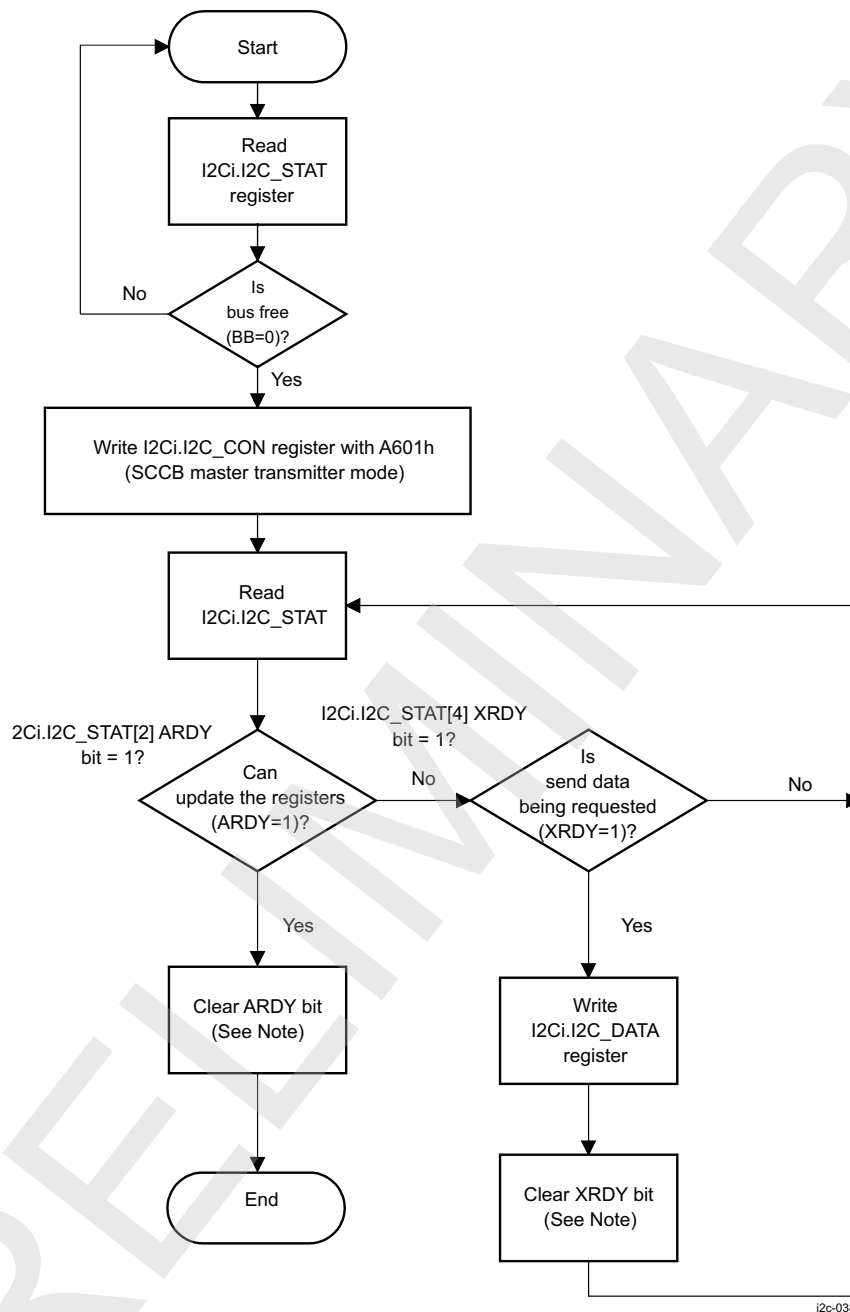 Start
Read
I2Ci.I2C_STAT
register
Is
bus free
(BB=0)?
No
Yes
Write I2Ci.I2C_CON register with A601h
(SCCB master transmitter mode)
Read
I2Ci.I2C_STAT
2Ci.I2C_STAT[2] ARDY
bit = 1?
I2Ci.I2C_STAT[4] XRDY
bit = 1?
Can
update the registers
(ARDY=1)?
No
Is
send data
being requested
(XRDY=1)?
No
Yes
Yes
Clear ARDY bit
(See Note)
Write
I2Ci.I2C_DATA
register
End
Clear XRDY bit
(See Note)
i2c-03
RELIMINARY